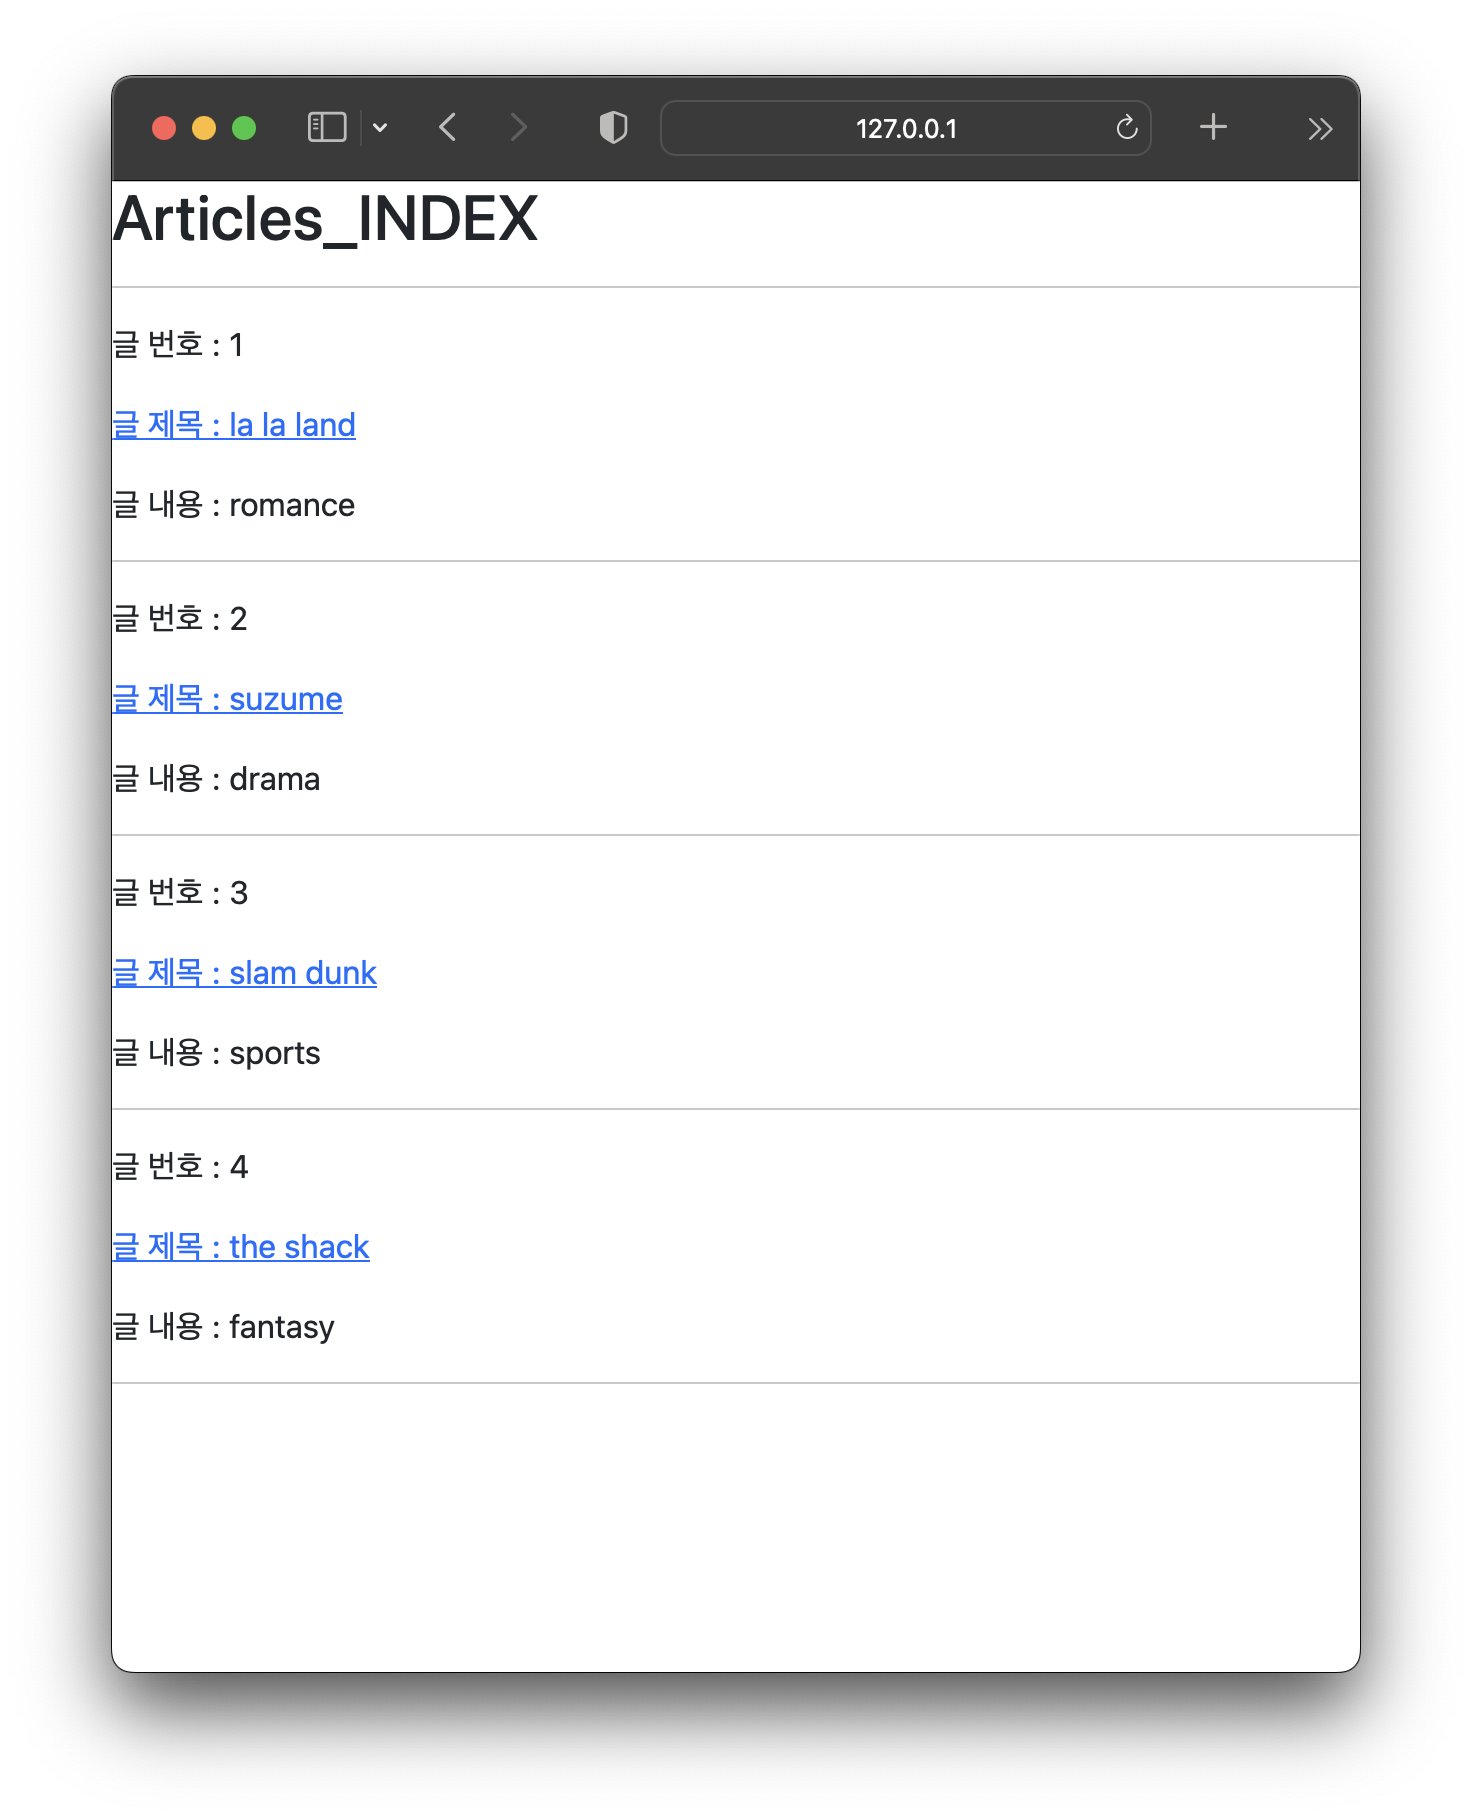 127.0.0.1
Articles_INDEX
글 번호 : 1
글 제목 : la la land
글 내용 : romance
글 번호 : 2
글 제목 : suzume
글 내용 : drama
글 번호 : 3
글 제목 : slam dunk
글 내용 : sports
글 번호 : 4
글 제목 : the shack
글 내용 : fantasy